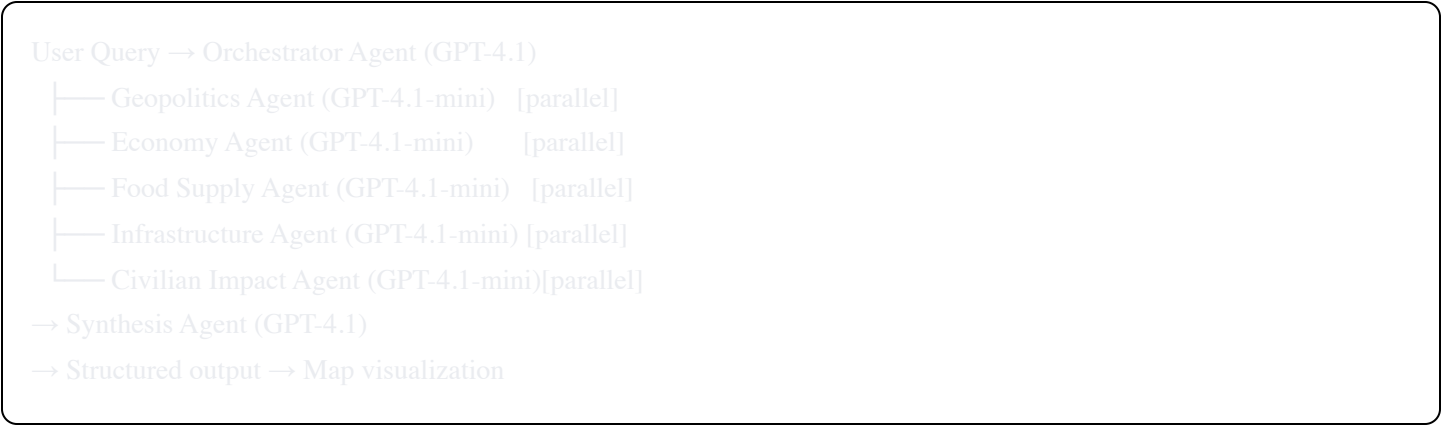 User Query → Orchestrator Agent (GPT-4.1)
├── Geopolitics Agent (GPT-4.1-mini)   [parallel]
├── Economy Agent (GPT-4.1-mini)       [parallel]
├── Food Supply Agent (GPT-4.1-mini)   [parallel]
├── Infrastructure Agent (GPT-4.1-mini) [parallel]
└── Civilian Impact Agent (GPT-4.1-mini)[parallel]
→ Synthesis Agent (GPT-4.1)
→ Structured output → Map visualization